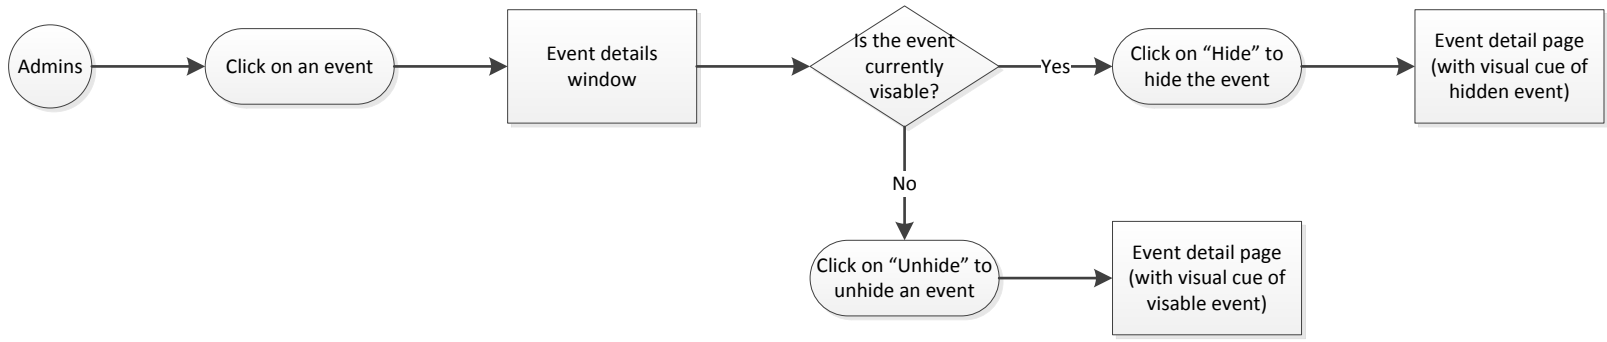 Admins
Click on an event
Event details
window
Is the event
currently
visable?
Yes
Click on “Hide” to
hide the event
Event detail page
(with visual cue of
hidden event)
No
Click on “Unhide” to
unhide an event
Event detail page
(with visual cue of
visable event)